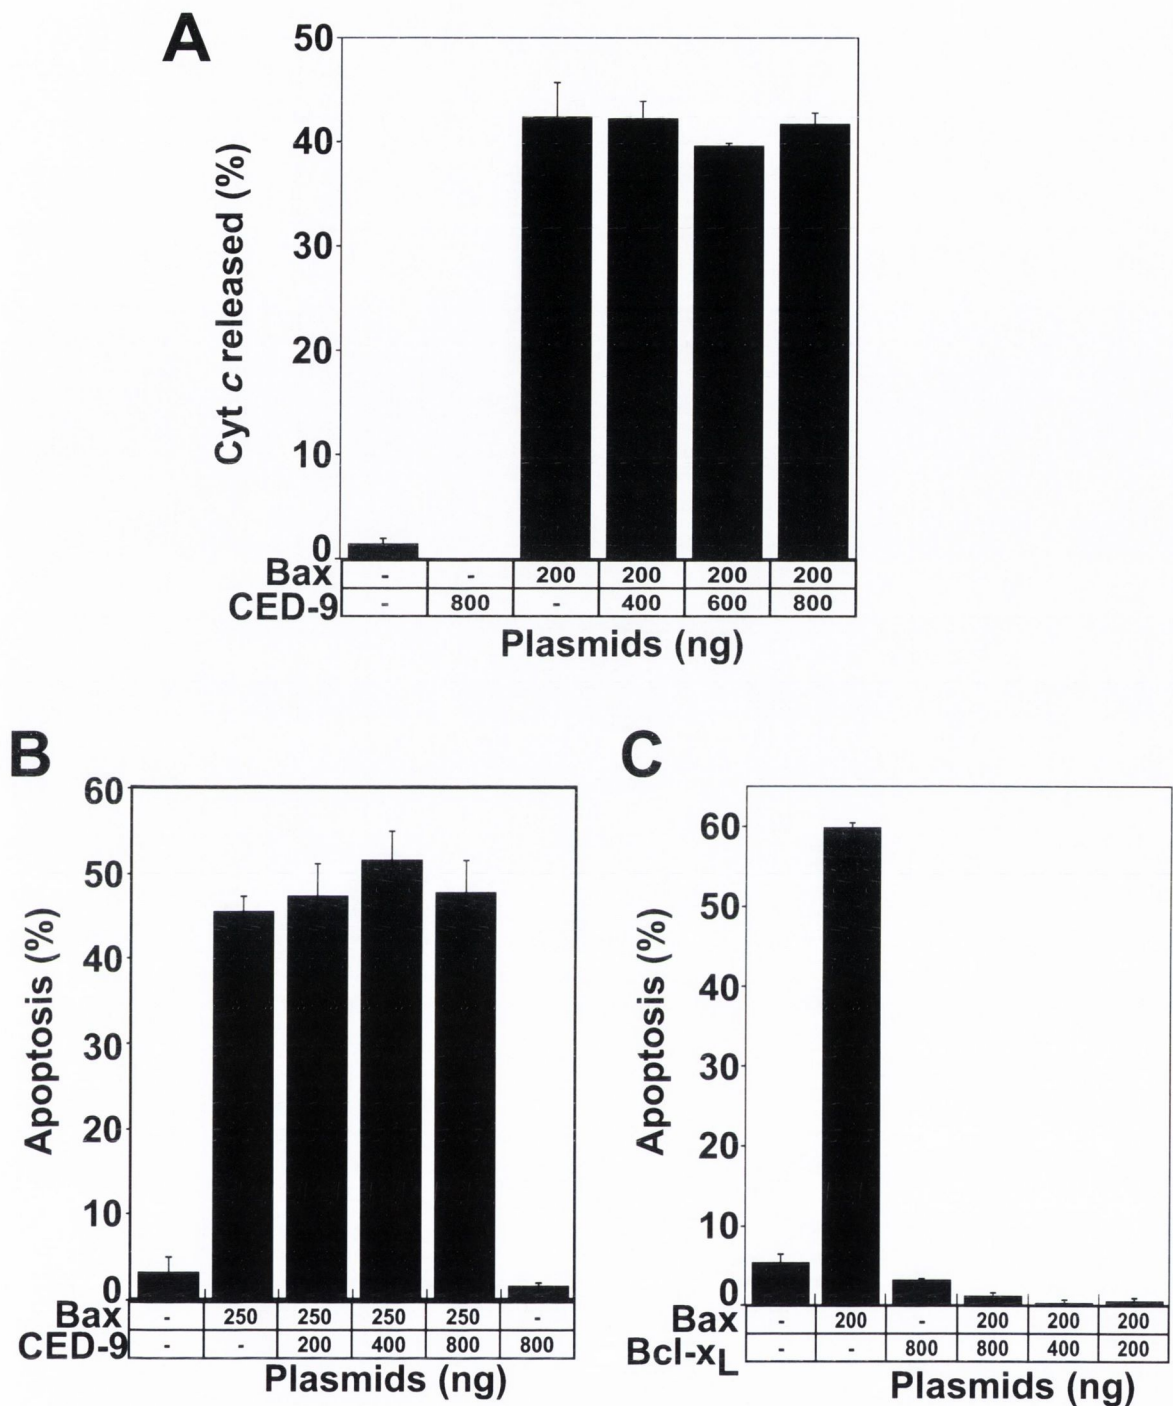 A
50
40
30
20
10
0
Cyt c released (%)
Bax - - 200 200 200 200
CED-9 - 800 - 400 600 800
Plasmids (ng)
B
60
50
40
30
20
10
0
Apoptosis (%)
Bax - 250 250 250 250 -
CED-9 - - 200 400 800 800
Plasmids (ng)
C
60
50
40
30
20
10
0
Apoptosis (%)
Bax - 200 - 200 200 200
Bcl-xL - - 800 800 400 200
Plasmids (ng)